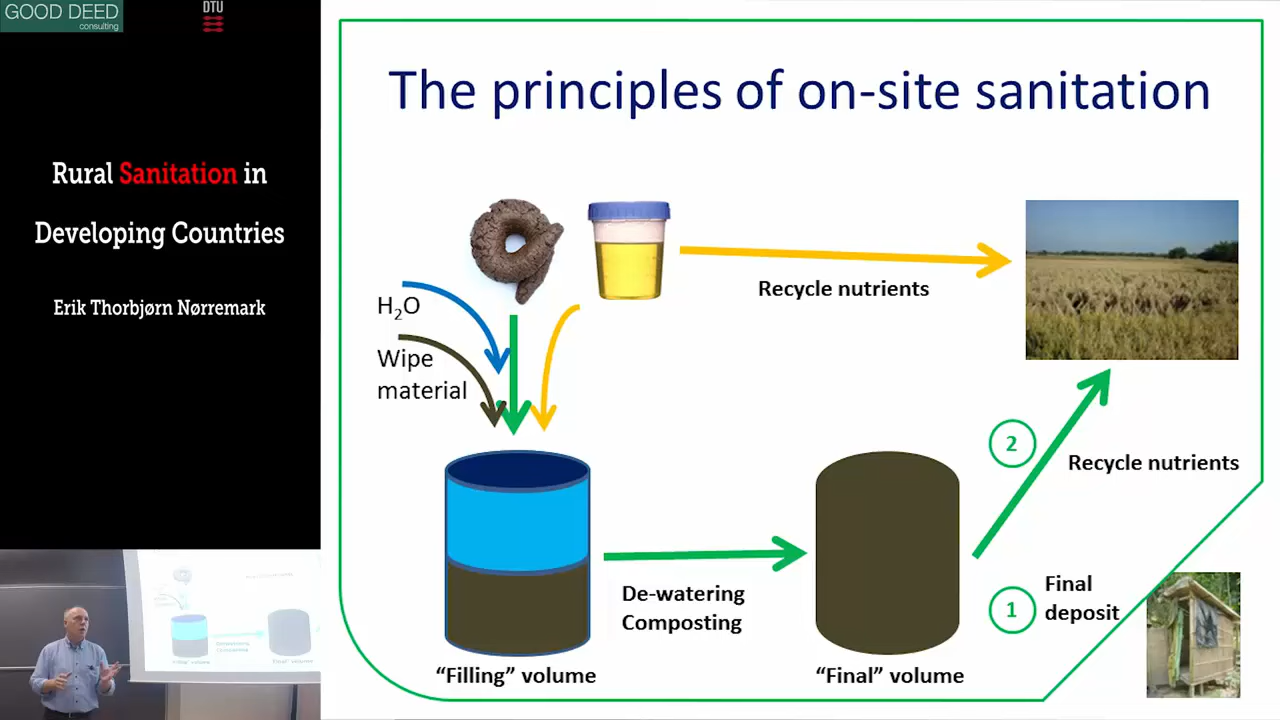 GOOD DEED
consulting
DTU
Rural Sanitation in
Developing Countries
Erik Thorbjørn Nørremark
The principles of on-site sanitation
H₂O
Wipe
material
Recycle nutrients
2
Recycle nutrients
De-watering
Composting
1
Final
deposit
“Filling” volume
“Final” volume